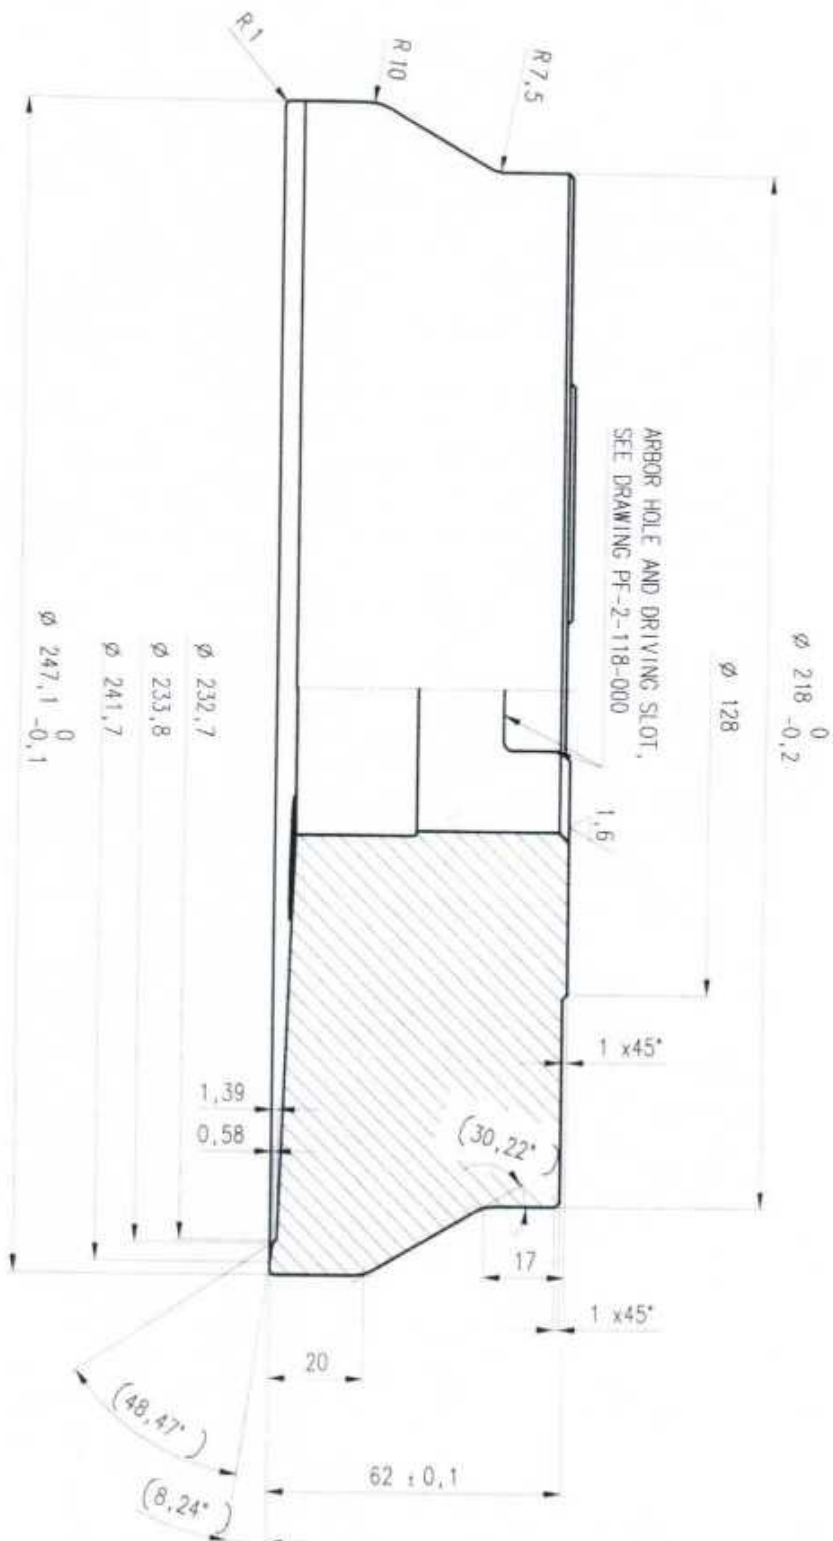 R1
R10
R7,5
ARBOR HOLE AND DRIVING SLOT,
SEE DRAWING PF-2-118-000
Ø 218 0 -0,2
Ø 128
1,6
Ø 232,7
Ø 233,8
Ø 241,7
Ø 247,1 0 -0,1
1 x45°
1,39
0,58
(30,22°)
17
1 x45°
20
(48,47°)
62 ±0,1
(8,24°)